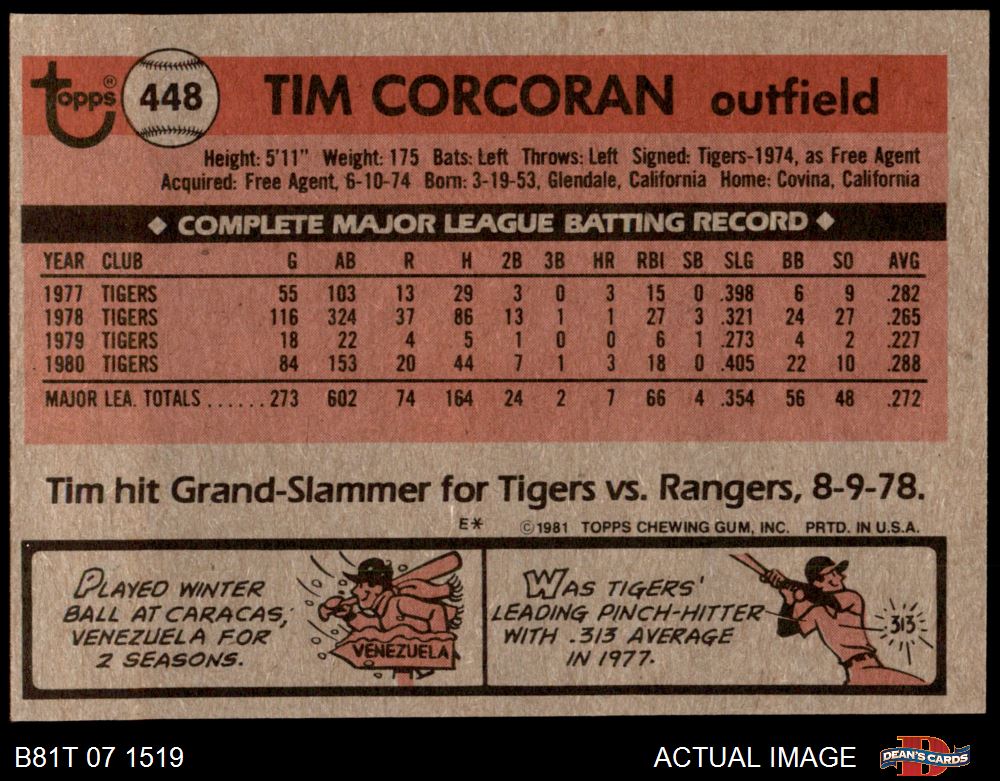 topps® 448 TIM CORCORAN outfield
Height: 5'11" Weight: 175 Bats: Left Throws: Left Signed: Tigers-1974, as Free Agent
Acquired: Free Agent, 6-10-74 Born: 3-19-53, Glendale, California Home: Covina, California
◆ COMPLETE MAJOR LEAGUE BATTING RECORD ◆
YEAR CLUB G AB R H 2B 3B HR RBI SB SLG BB SO AVG
1977 TIGERS 55 103 13 29 3 0 3 15 0 .398 6 9 .282
1978 TIGERS 116 324 37 86 13 1 1 27 3 .321 24 27 .265
1979 TIGERS 18 22 4 5 1 0 0 6 1 .273 4 2 .227
1980 TIGERS 84 153 20 44 7 1 3 18 0 .405 22 10 .288
MAJOR LEA. TOTALS ...... 273 602 74 164 24 2 7 66 4 .354 56 48 .272
Tim hit Grand-Slammer for Tigers vs. Rangers, 8-9-78.
E* © 1981 TOPPS CHEWING GUM, INC. PRTD. IN U.S.A.
PLAYED WINTER
BALL AT CARACAS,
VENEZUELA FOR
2 SEASONS.
VENEZUELA
WAS TIGERS'
LEADING PINCH-HITTER
WITH .313 AVERAGE
IN 1977.
313
B81T 07 1519 ACTUAL IMAGE DEAN'S CARDS